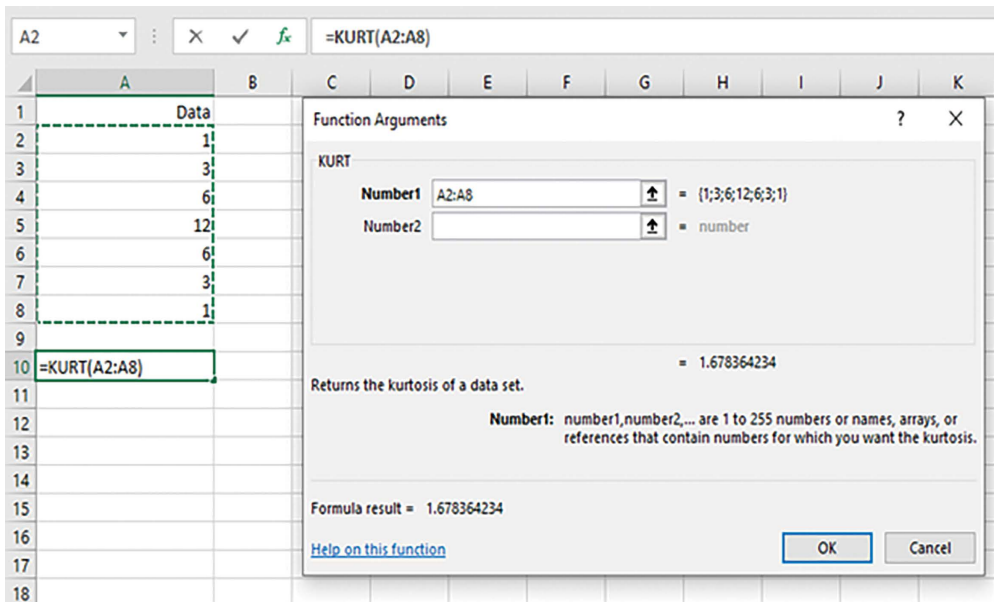 A2 =KURT(A2:A8)
A B C D E F G H I J K
1 Data
2 1
3 3
4 6
5 12
6 6
7 3
8 1
9
10 =KURT(A2:A8)
11
12
13
14
15
16
17
18
Function Arguments ?
KURT
Number1 A2:A8 = {1;3;6;12;6;3;1}
Number2 = number
= 1.678364234
Returns the kurtosis of a data set.
Number1: number1,number2,... are 1 to 255 numbers or names, arrays, or
references that contain numbers for which you want the kurtosis.
Formula result = 1.678364234
Help on this function OK Cancel